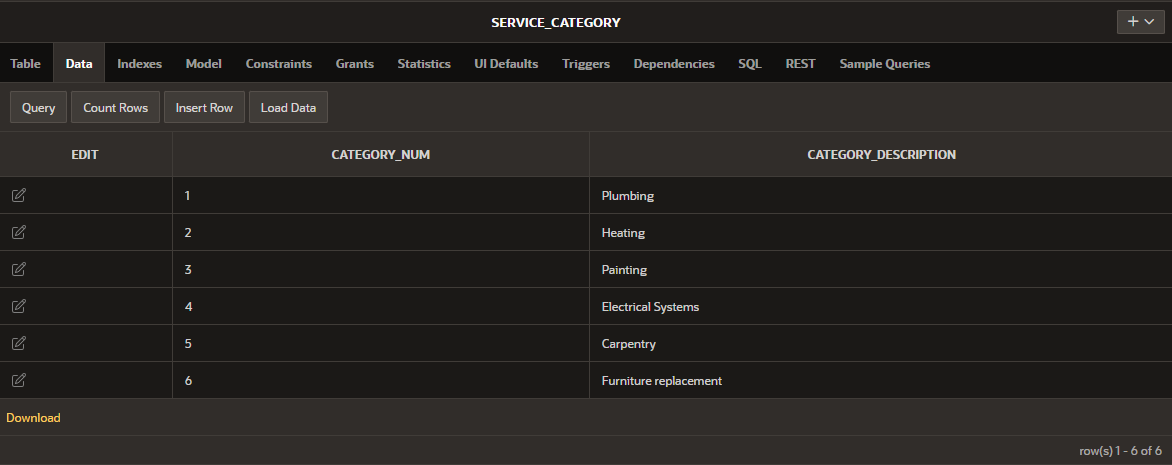 SERVICE_CATEGORY
Table Data Indexes Model Constraints Grants Statistics UI Defaults Triggers Dependencies SQL REST Sample Queries
Query Count Rows Insert Row Load Data
EDIT CATEGORY_NUM CATEGORY_DESCRIPTION
1 Plumbing
2 Heating
3 Painting
4 Electrical Systems
5 Carpentry
6 Furniture replacement
Download
row(s) 1 - 6 of 6